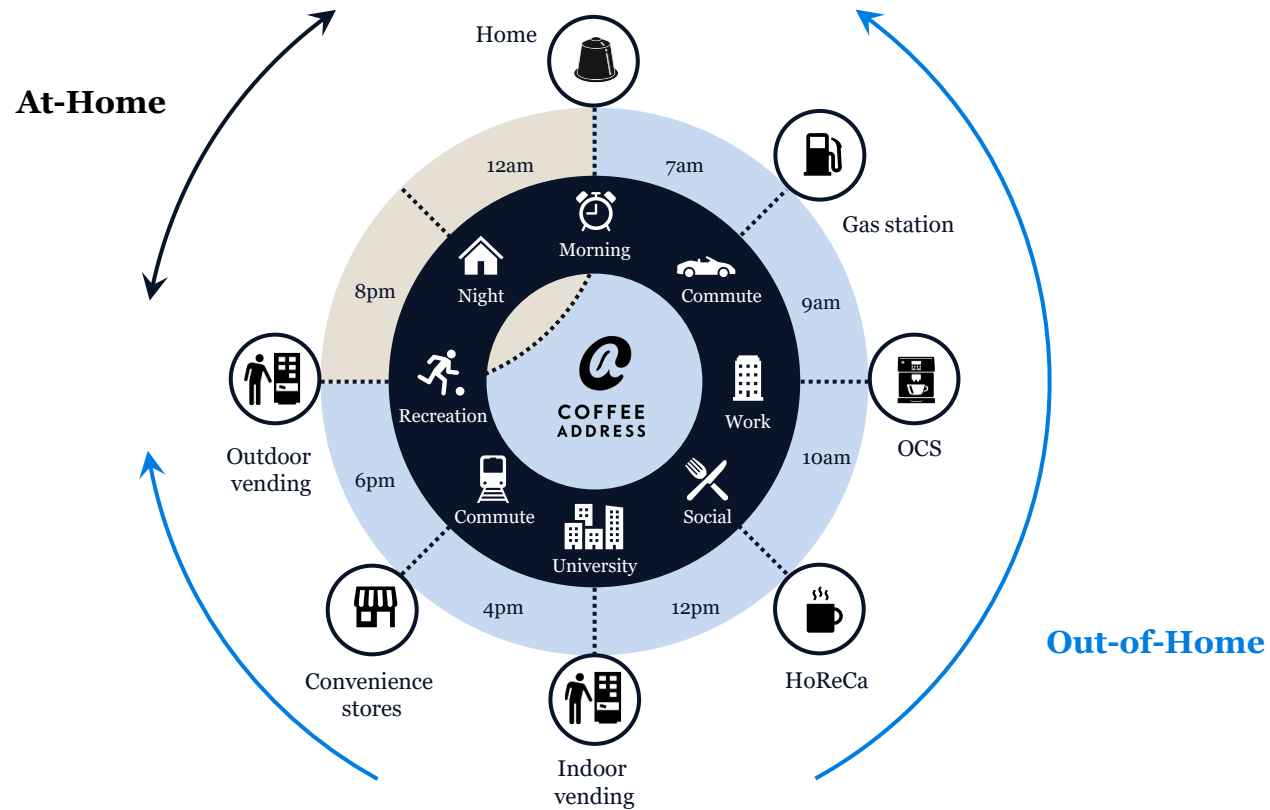 Home
At-Home
12am
7am
Gas station
Morning
Night
Commute
8pm
9am
COFFEE
ADDRESS
Recreation
Work
OCS
Outdoor
vending
6pm
10am
Commute
Social
University
4pm
12pm
Out-of-Home
Convenience
stores
HoReCa
Indoor
vending